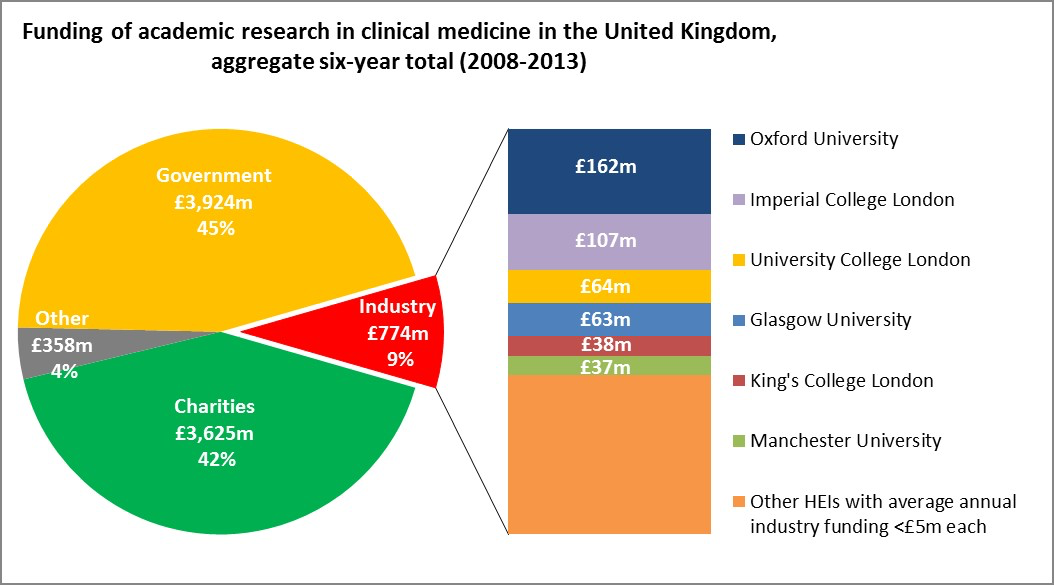 Funding of academic research in clinical medicine in the United Kingdom,
aggregate six-year total (2008-2013)
Government
£3,924m
45%
Other
£358m
4%
Industry
£774m
9%
Charities
£3,625m
42%
£162m
£107m
£64m
£63m
£38m
£37m
Oxford University
Imperial College London
University College London
Glasgow University
King's College London
Manchester University
Other HEIs with average annual
industry funding <£5m each